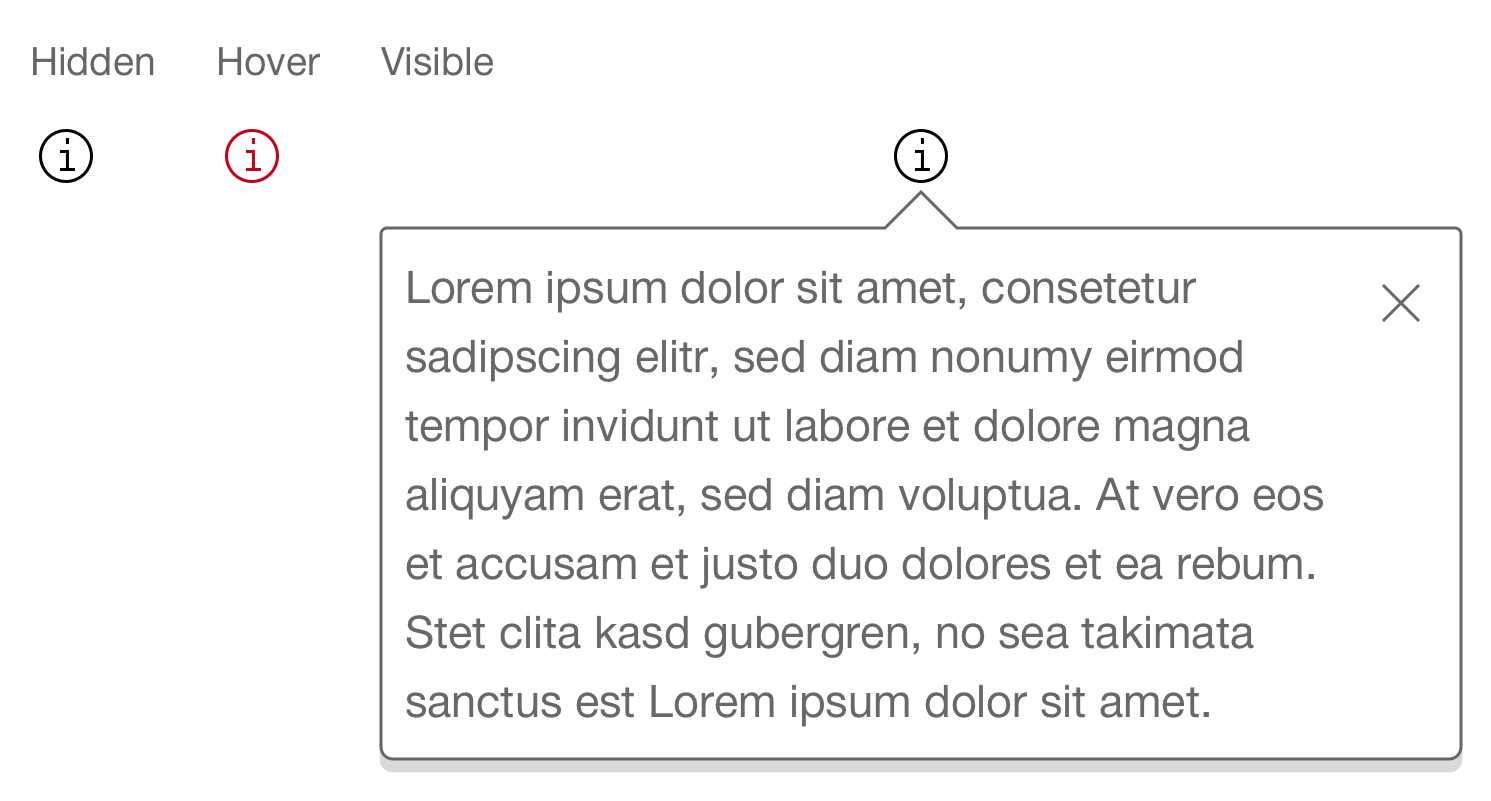 Hidden Hover Visible
i i i
Lorem ipsum dolor sit amet, consetetur
sadipscing elitr, sed diam nonumy eirmod
tempor invidunt ut labore et dolore magna
aliquyam erat, sed diam voluptua. At vero eos
et accusam et justo duo dolores et ea rebum.
Stet clita kasd gubergren, no sea takimata
sanctus est Lorem ipsum dolor sit amet.